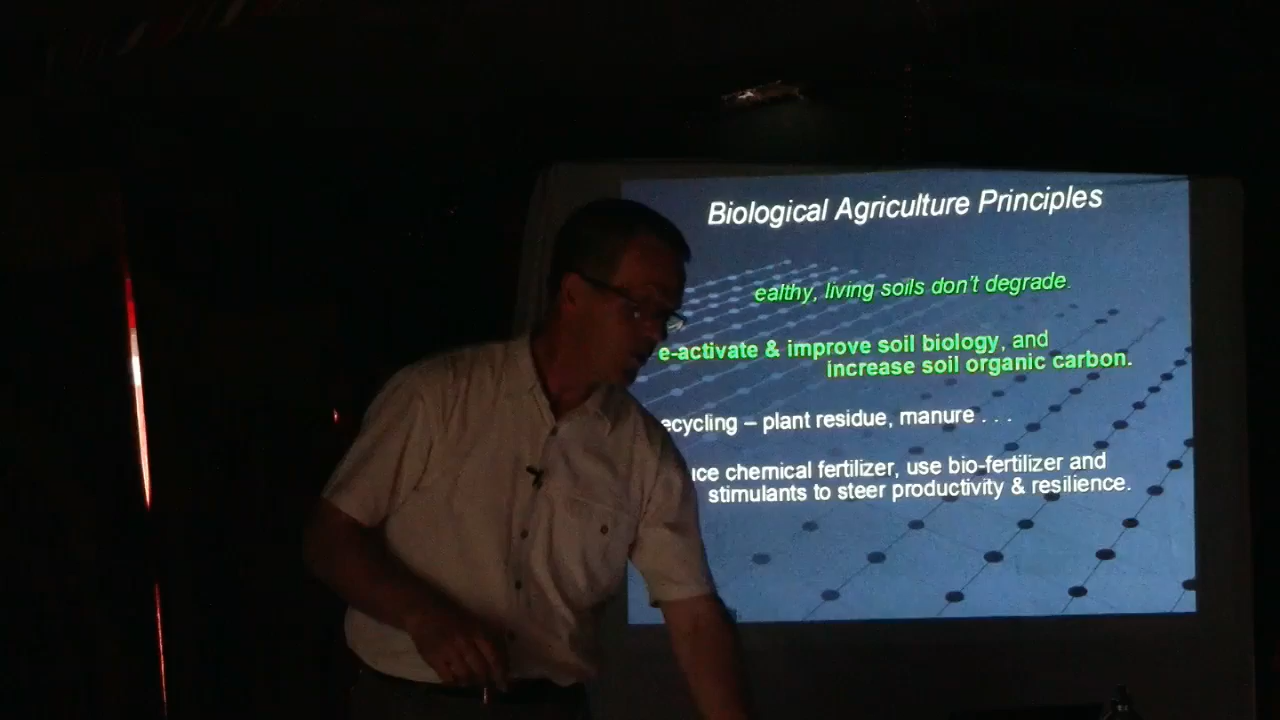 Biological Agriculture Principles
ealthy, living soils don't degrade.
e-activate & improve soil biology, and
increase soil organic carbon.
ecycling – plant residue, manure . . .
uce chemical fertilizer, use bio-fertilizer and
stimulants to steer productivity & resilience.